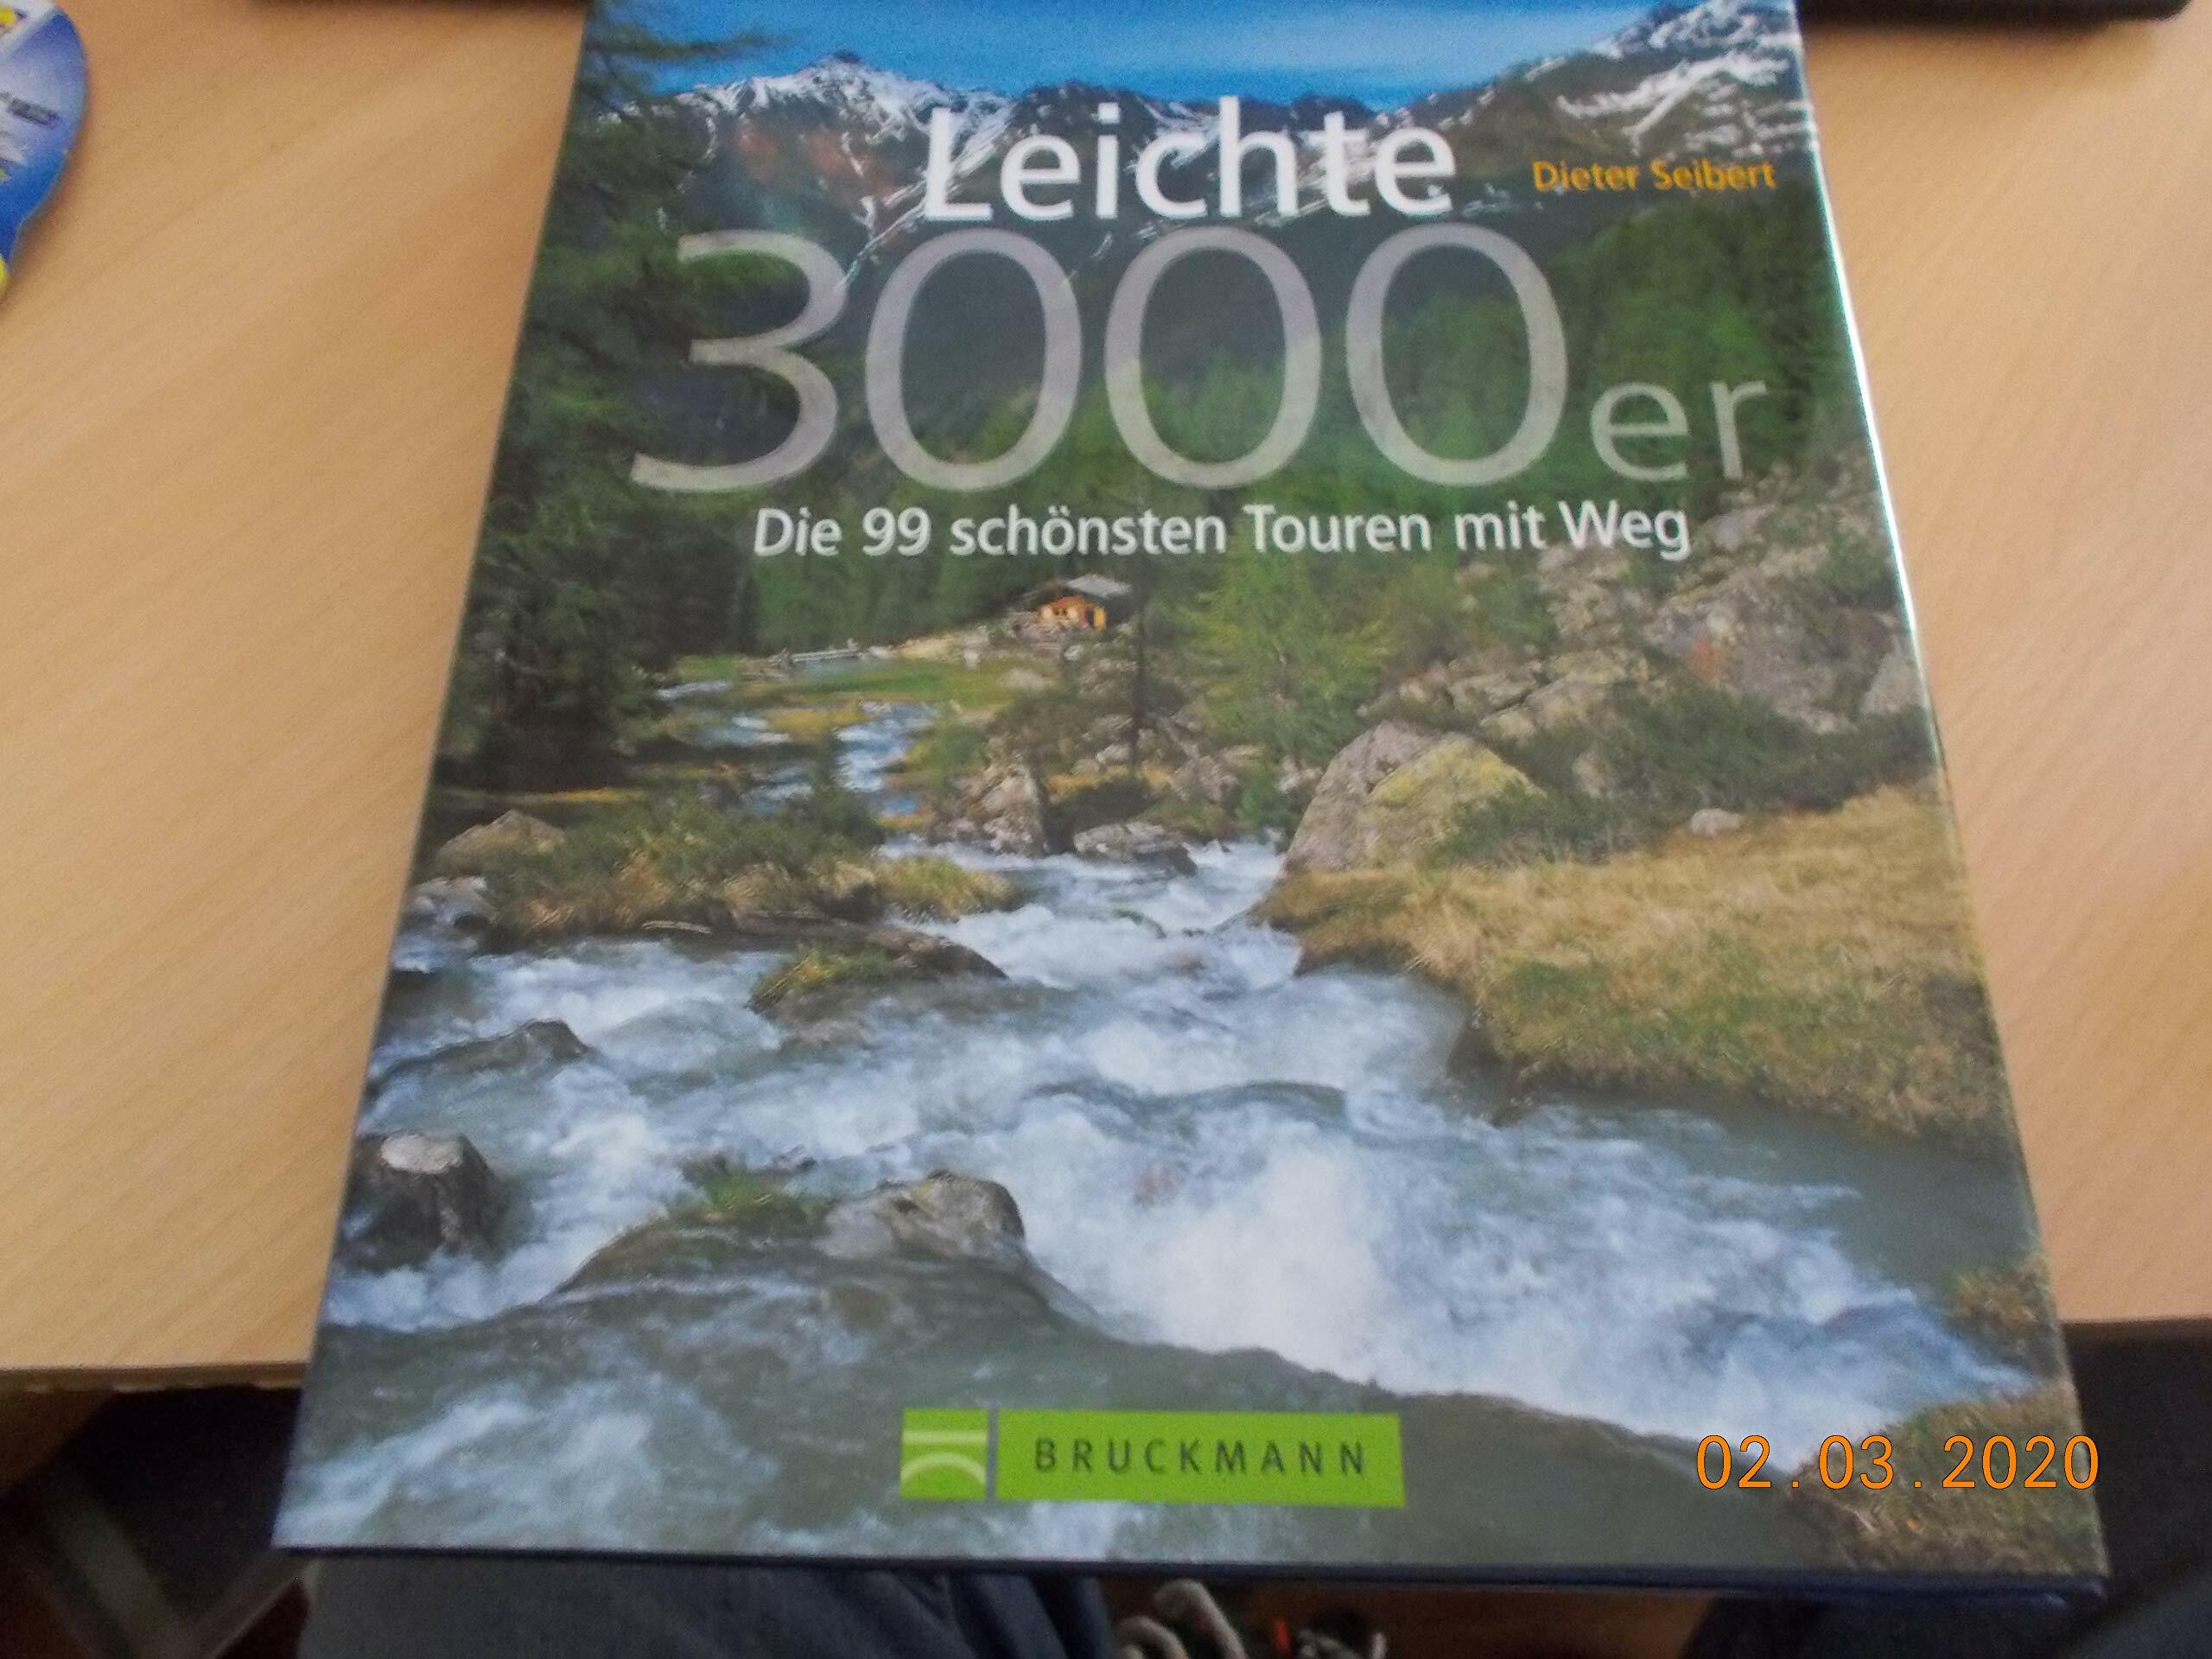 Leichte
Dieter Seibert
3000er
Die 99 schönsten Touren mit Weg
BRUCKMANN
02.03.2020